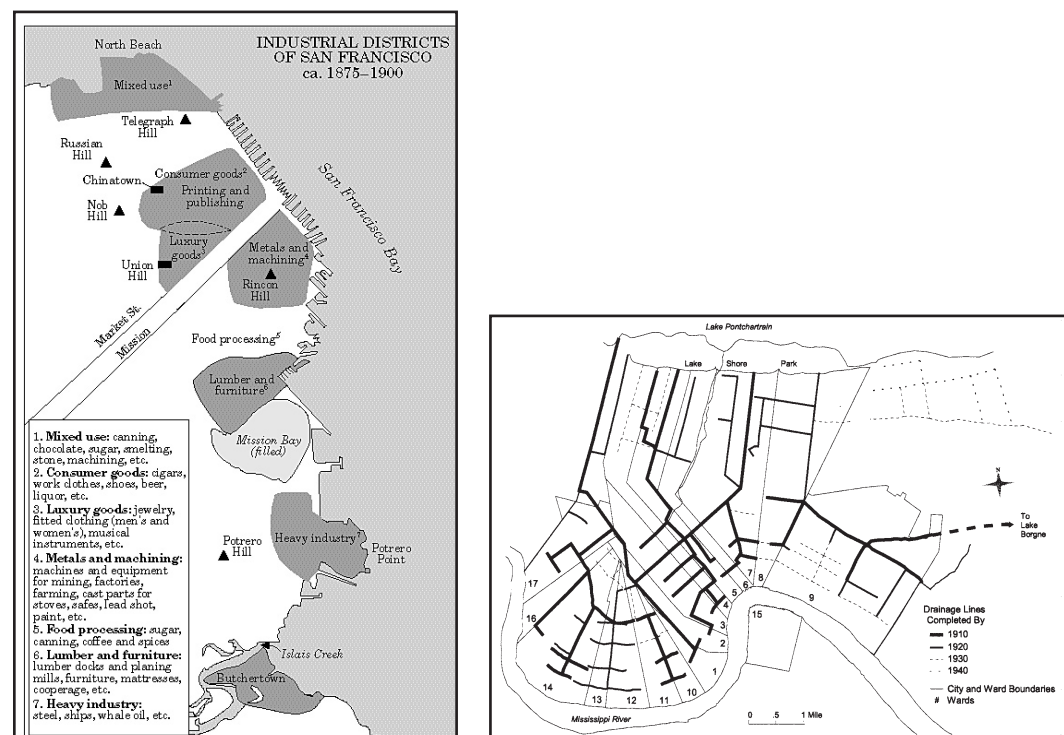 INDUSTRIAL DISTRICTS
OF SAN FRANCISCO
ca. 1875–1900
North Beach
Mixed use¹
Telegraph
Hill
Russian
Hill
Chinatown
Consumer goods²
Printing and
publishing
Nob
Hill
San Francisco Bay
Luxury
goods³
Metals and
machining⁴
Union
Hill
Rincon
Hill
Market St.
Mission
Food processing⁵
Lumber and
furniture⁶
Mission Bay
(filled)
Heavy industry⁷
Potrero
Hill
Potrero
Point
Islais Creek
Butchertown
1. Mixed use: canning,
chocolate, sugar, smelting,
stone, machining, etc.
2. Consumer goods: cigars,
work clothes, shoes, beer,
liquor, etc.
3. Luxury goods: jewelry,
fitted clothing (men's and
women's), musical
instruments, etc.
4. Metals and machining:
machines and equipment
for mining, factories,
farming, cast parts for
stoves, safes, lead shot,
paint, etc.
5. Food processing: sugar,
canning, coffee and spices
6. Lumber and furniture:
lumber docks and planing
mills, furniture, mattresses,
cooperage, etc.
7. Heavy industry:
steel, ships, whale oil, etc.
Lake Pontchartrain
Lake Shore Park
To
Lake
Borgne
17
16
14
13
12
11
10
1
2
3
4
5
6
7
8
15
9
Drainage Lines
Completed By
1910
1920
1930
1940
City and Ward Boundaries
# Wards
0 .5 1 Mile
Mississippi River